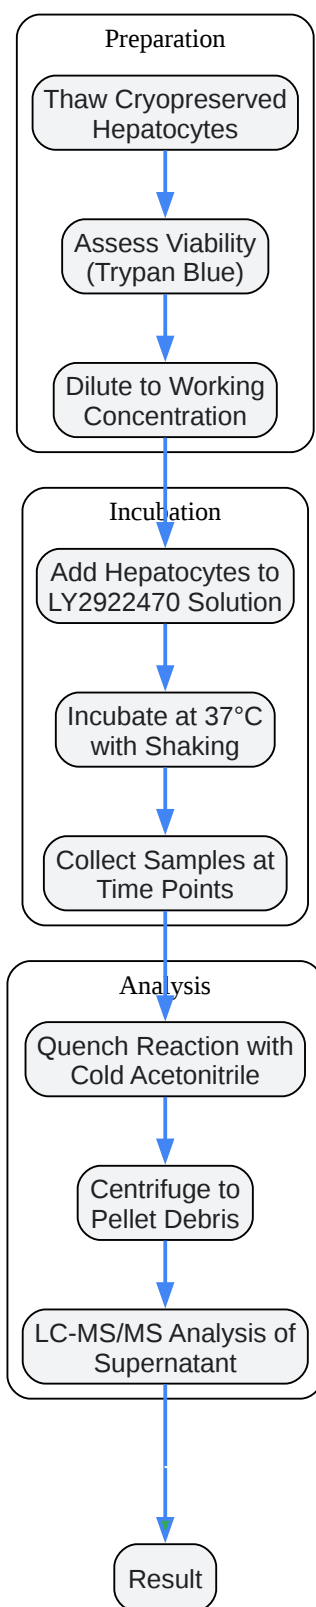 Preparation
Thaw Cryopreserved
Hepatocytes
Assess Viability
(Trypan Blue)
Dilute to Working
Concentration
Incubation
Add Hepatocytes to
LY2922470 Solution
Incubate at 37°C
with Shaking
Collect Samples at
Time Points
Analysis
Quench Reaction with
Cold Acetonitrile
Centrifuge to
Pellet Debris
LC-MS/MS Analysis of
Supernatant
Result